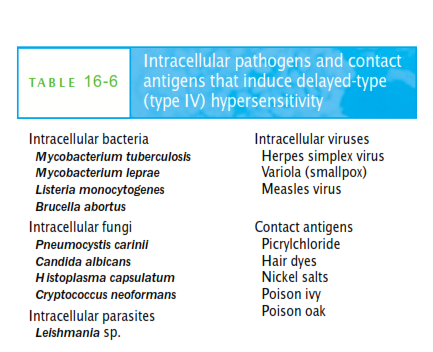 TABLE 16-6
Intracellular pathogens and contact
antigens that induce delayed-type
(type IV) hypersensitivity
Intracellular bacteria
Mycobacterium tuberculosis
Mycobacterium leprae
Listeria monocytogenes
Brucella abortus
Intracellular fungi
Pneumocystis carinii
Candida albicans
Histoplasma capsulatum
Cryptococcus neoformans
Intracellular parasites
Leishmania sp.
Intracellular viruses
Herpes simplex virus
Variola (smallpox)
Measles virus
Contact antigens
Picrylchloride
Hair dyes
Nickel salts
Poison ivy
Poison oak